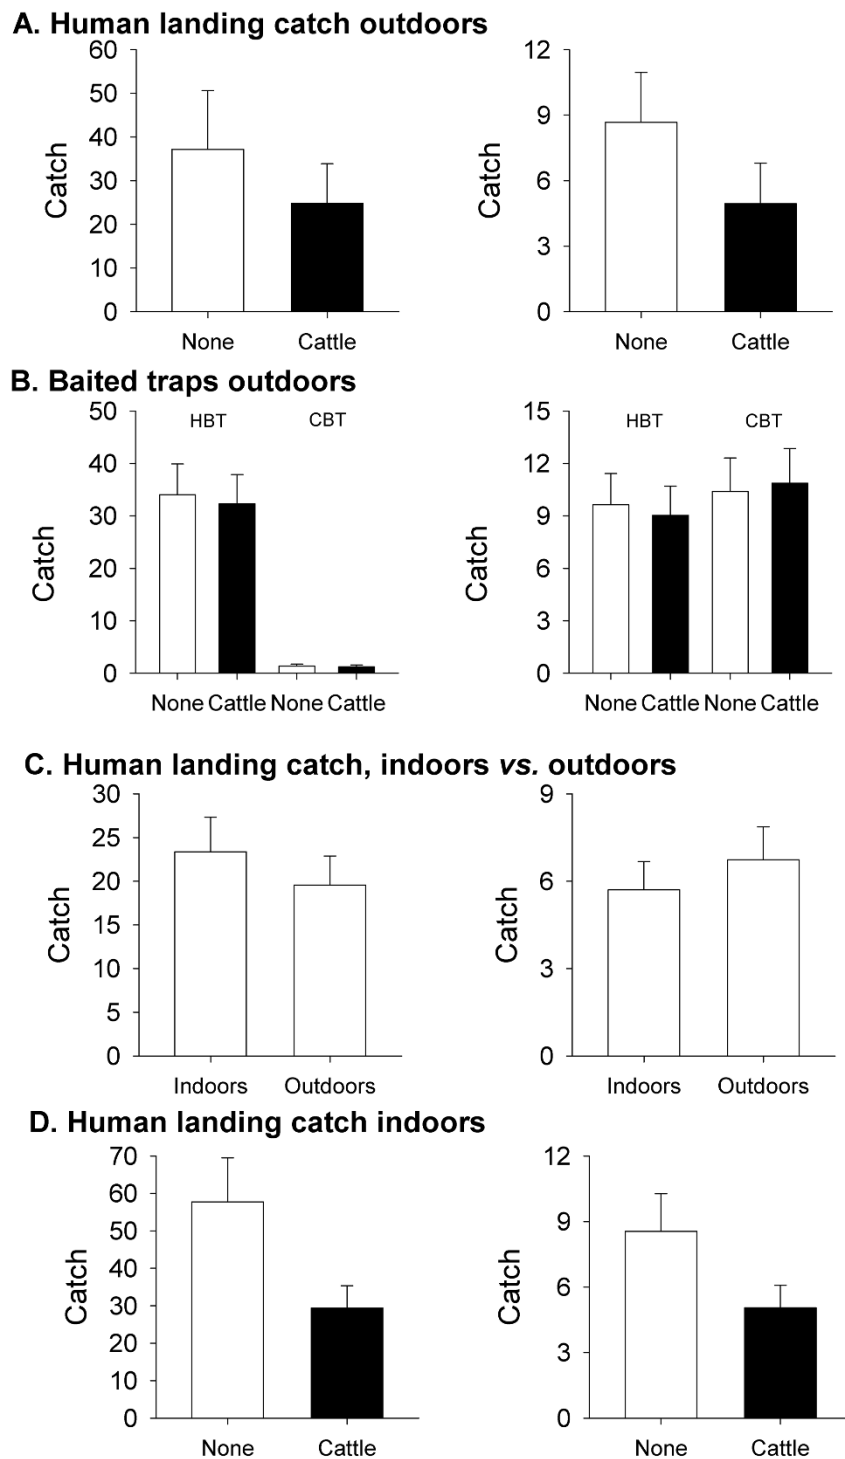 A. Human landing catch outdoors
60
50
40
30
20
10
0
Catch
None Cattle
12
9
6
3
0
Catch
None Cattle
B. Baited traps outdoors
50
40
30
20
10
0
Catch
HBT CBT
None Cattle None Cattle
15
12
9
6
3
0
Catch
HBT CBT
None Cattle None Cattle
C. Human landing catch, indoors vs. outdoors
30
25
20
15
10
5
0
Catch
Indoors Outdoors
9
6
3
0
Catch
Indoors Outdoors
D. Human landing catch indoors
70
60
50
40
30
20
10
0
Catch
None Cattle
12
9
6
3
0
Catch
None Cattle